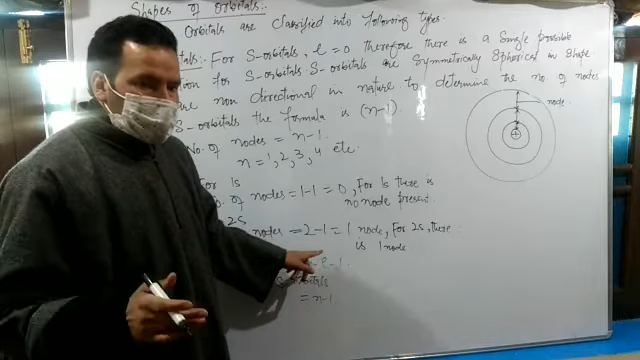 Shapes of Orbitals:-
Orbitals are classified into following types.
tals:- For S-orbitals, l = 0 therefore there is a single possible
ion for S-orbitals S-orbitals are symmetrically spherical in shape
are non directional in nature to determine the no. of nodes
S-orbitals the formula is (n-1).
node.
No. of nodes = n-1.
n = 1, 2, 3, 4 etc
For 1s
o. of nodes = 1-1 = 0, For 1s there is
no node present.
2s
nodes = 2-1 = 1 node, For 2s, there
is 1 node
- l - 1.
= n-1